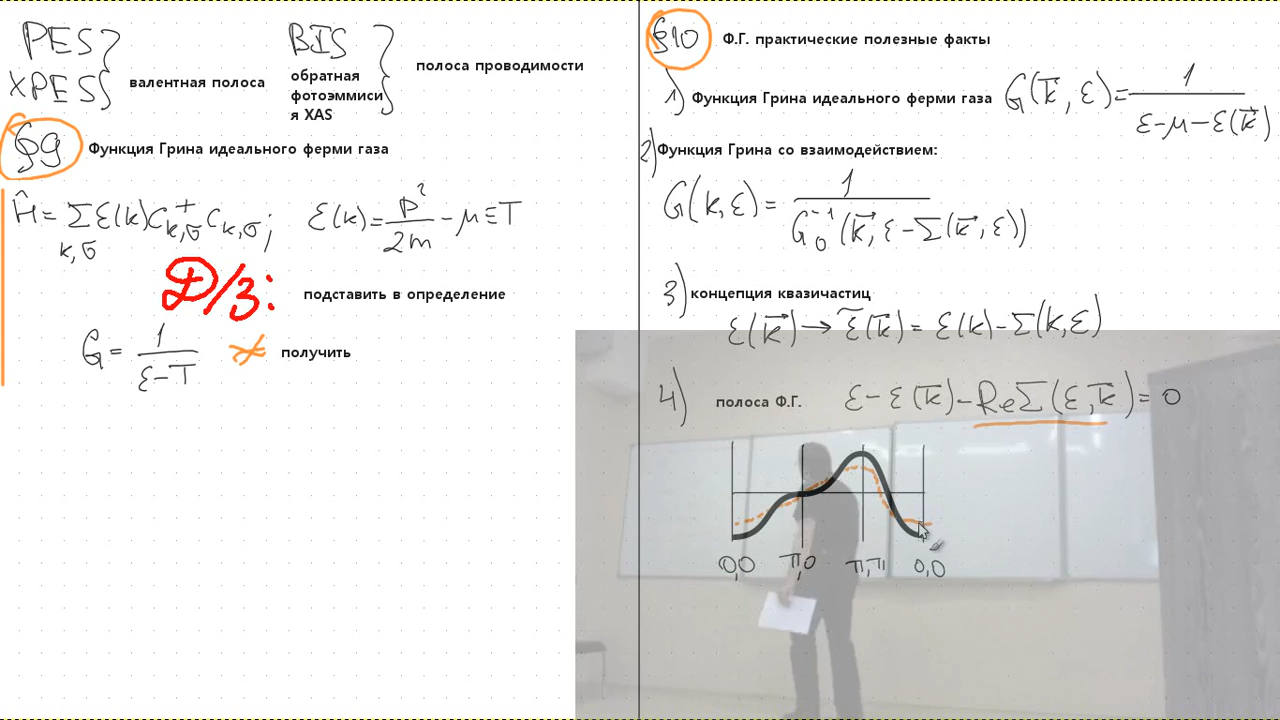 PES
XPES
валентная полоса
BIS
обратная
фотоэммиси
я XAS
полоса проводимости
§9
Функция Грина идеального ферми газа
Ĥ = Σ ε(k) C⁺k,σ Ck,σ ;
k,σ
ε(k) = p²/2m − μ ≡ T
Д/З:
подставить в определение
G = 1/(ε−T)
получить
§10
Ф.Г. практические полезные факты
1) Функция Грина идеального ферми газа
G(k⃗, ε) = 1/(ε−μ−ε(k⃗))
2) Функция Грина со взаимодействием:
G(k, ε) = 1/(G₀⁻¹(k⃗, ε − Σ(k⃗, ε)))
3) концепция квазичастиц
ε(k⃗) → ε̃(k⃗) = ε(k) − Σ(k, ε)
4) полоса Ф.Г.
ε − ε(k⃗) − ReΣ(ε, k⃗) = 0
0,0 π,0 π,π 0,0